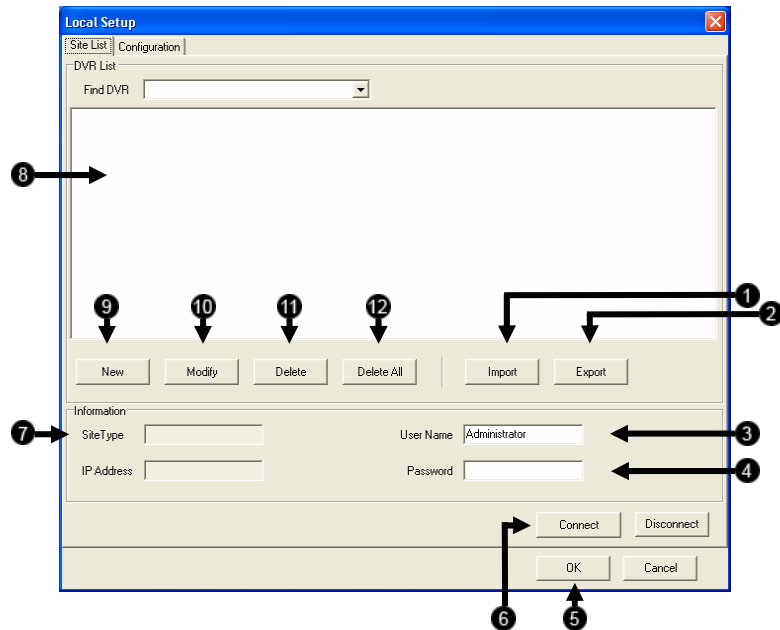 Local Setup
Site List Configuration
DVR List
Find DVR
8
9 10 11 12 1
2
New Modify Delete Delete All Import Export
Information
7 SiteType User Name Administrator 3
IP Address Password 4
Connect Disconnect
OK Cancel
6 5